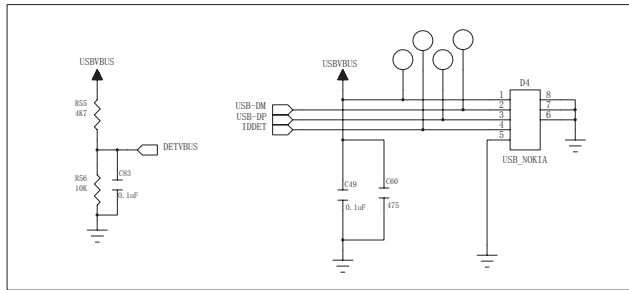 USBVBUS
R55
4K7
DETVBUS
R56
10K
C83
0.1uF
USBVBUS
USB-DM
USB-DP
IDDET
1
2
3
4
5
D4
8
7
6
USB_NOKIA
C49
0.1uF
C60
475